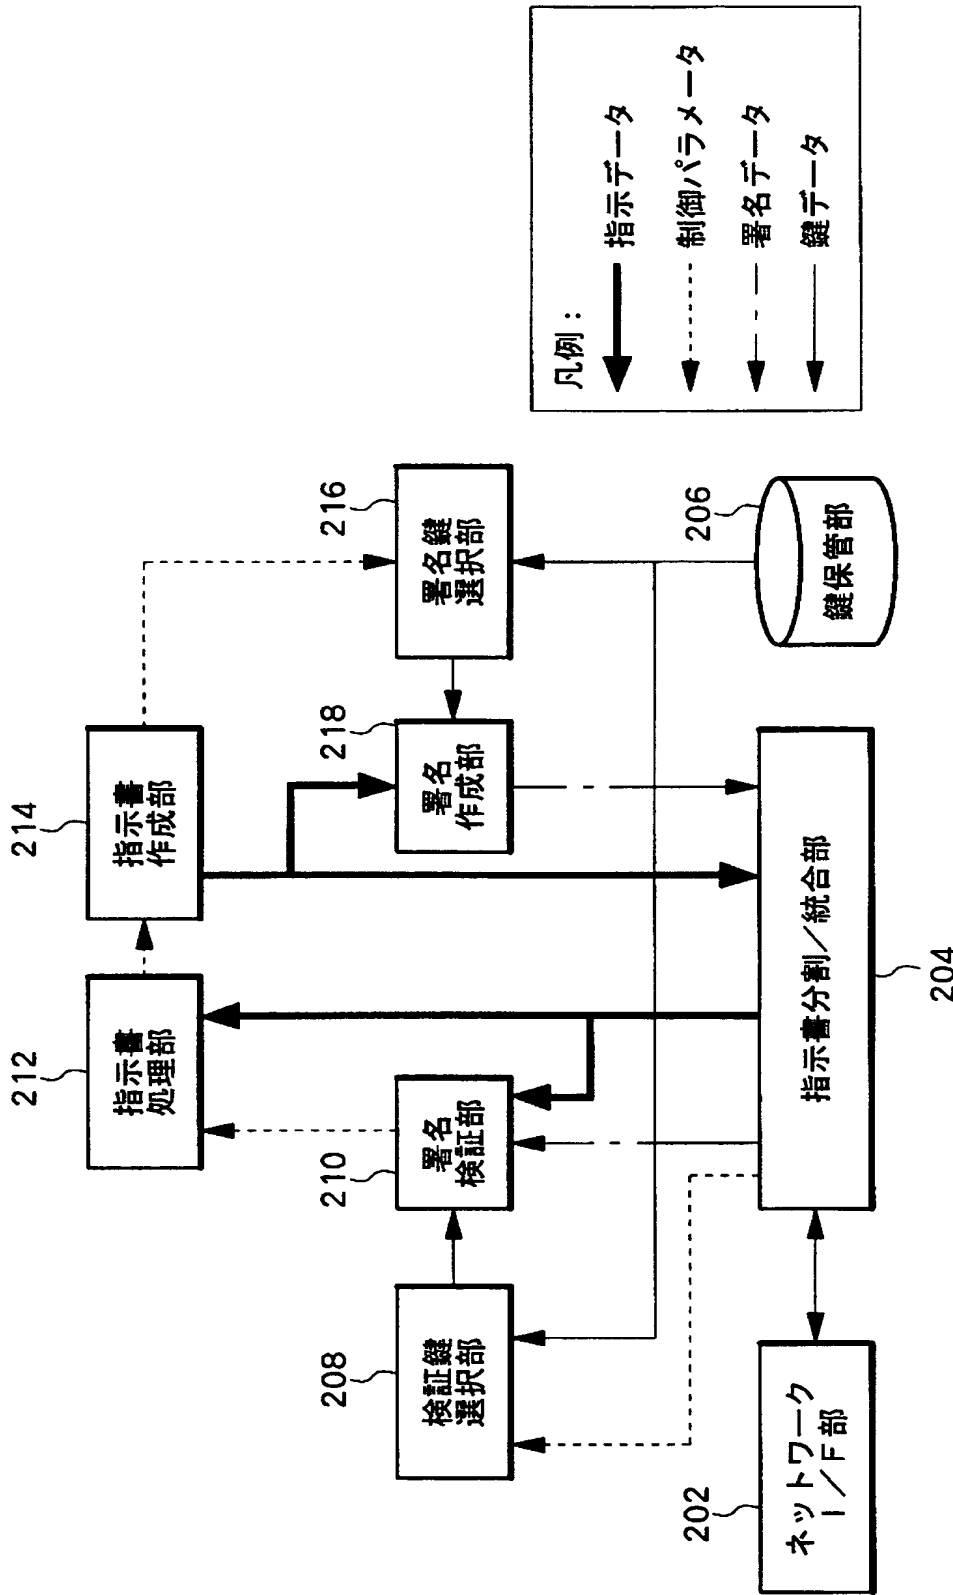 212
指示書
処理部
214
指示書
作成部
208
検証鍵
選択部
210
署名
検証部
218
署名
作成部
216
署名鍵
選択部
202
ネットワーク
I/F部
指示書分割/統合部
204
206
鍵保管部
凡例:
指示データ
制御パラメータ
署名データ
鍵データ